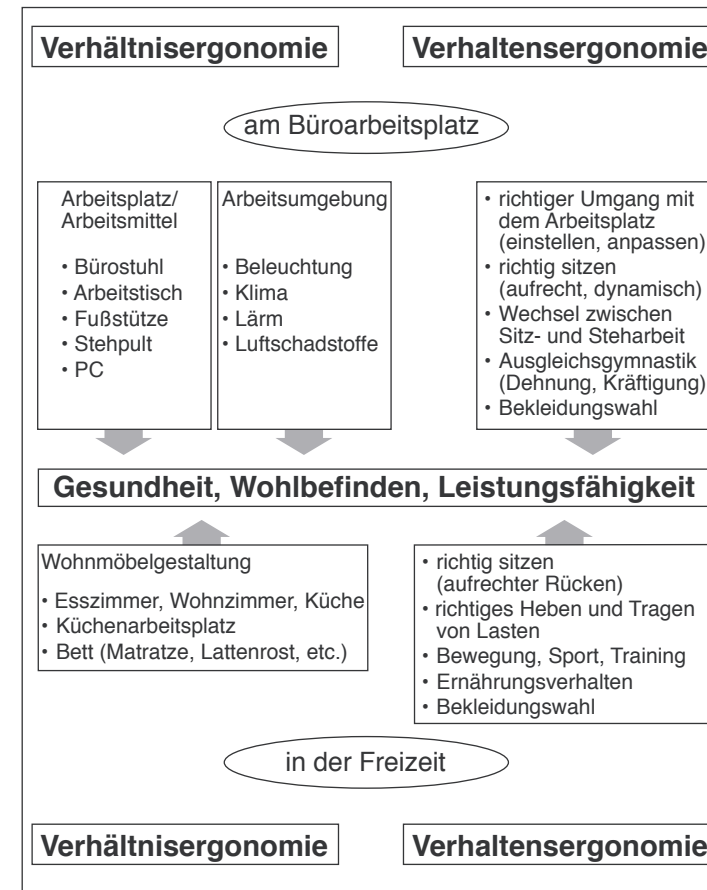 Verhältnisergonomie
Verhaltensergonomie
am Büroarbeitsplatz
Arbeitsplatz/
Arbeitsmittel
• Bürostuhl
• Arbeitstisch
• Fußstütze
• Stehpult
• PC
Arbeitsumgebung
• Beleuchtung
• Klima
• Lärm
• Luftschadstoffe
• richtiger Umgang mit
dem Arbeitsplatz
(einstellen, anpassen)
• richtig sitzen
(aufrecht, dynamisch)
• Wechsel zwischen
Sitz- und Steharbeit
• Ausgleichsgymnastik
(Dehnung, Kräftigung)
• Bekleidungswahl
Gesundheit, Wohlbefinden, Leistungsfähigkeit
Wohnmöbelgestaltung
• Esszimmer, Wohnzimmer, Küche
• Küchenarbeitsplatz
• Bett (Matratze, Lattenrost, etc.)
• richtig sitzen
(aufrechter Rücken)
• richtiges Heben und Tragen
von Lasten
• Bewegung, Sport, Training
• Ernährungsverhalten
• Bekleidungswahl
in der Freizeit
Verhältnisergonomie
Verhaltensergonomie